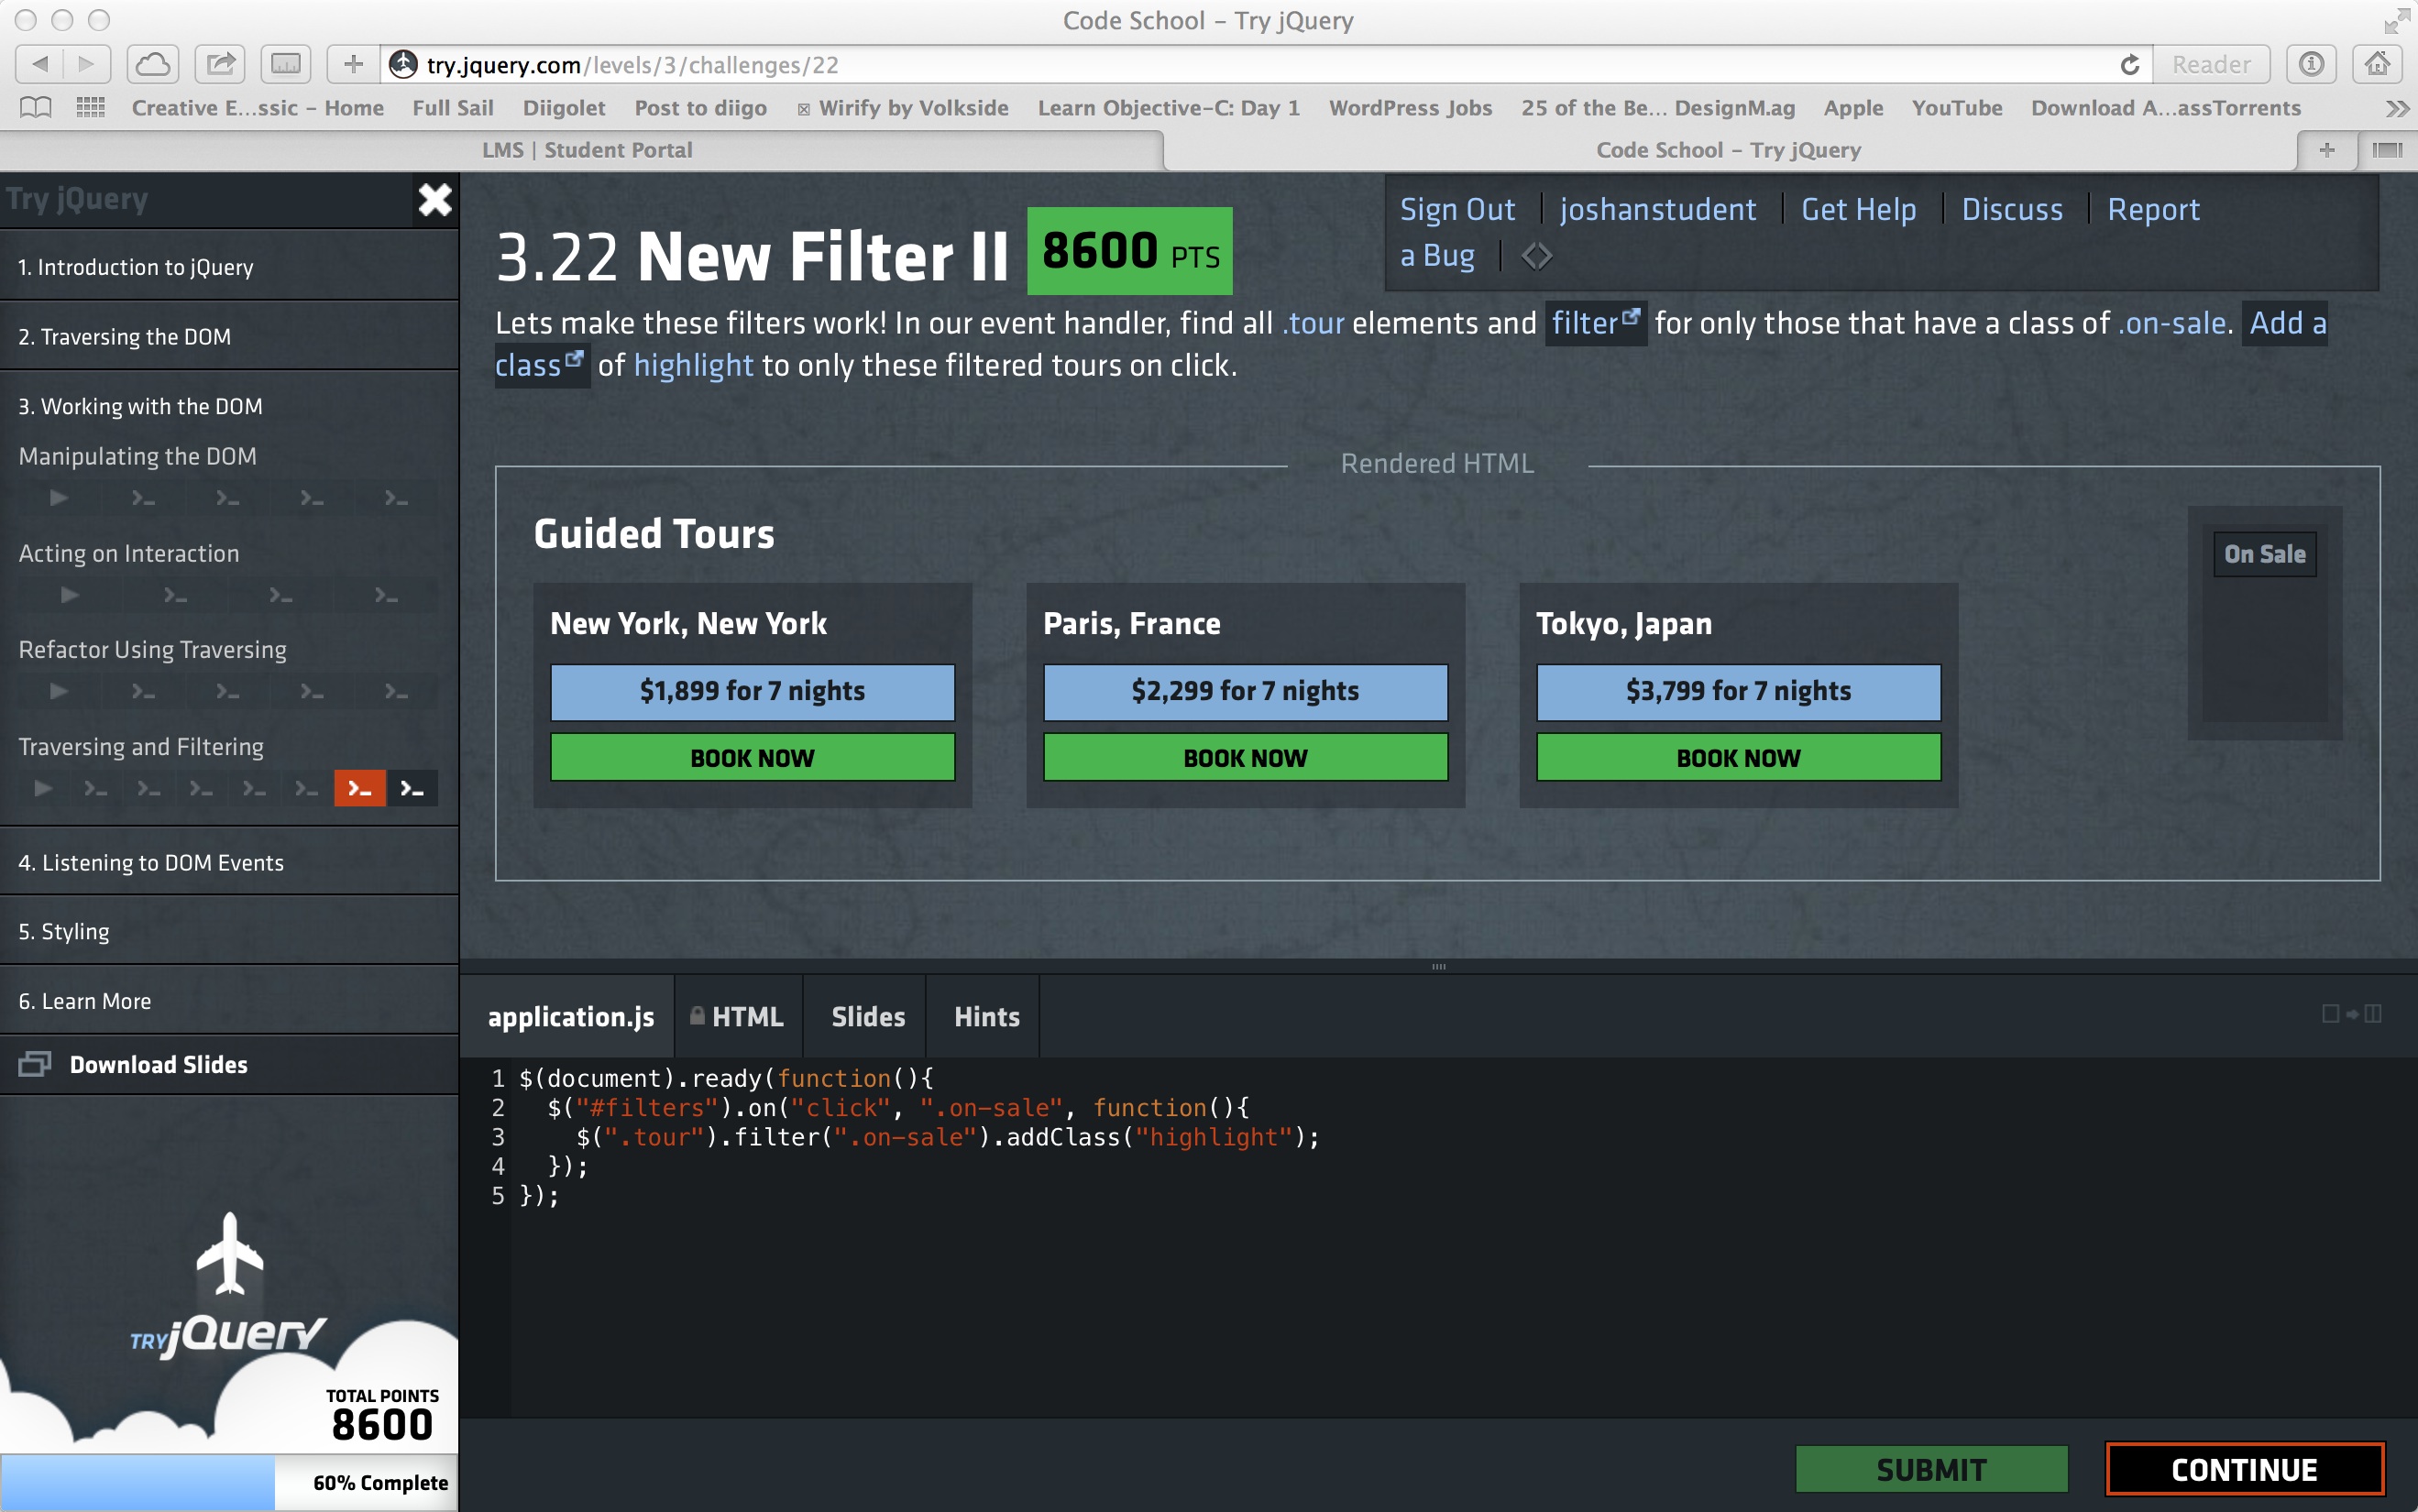 Code School – Try jQuery
try.jquery.com/levels/3/challenges/22
Reader
Creative E...ssic – Home Full Sail Diigolet Post to diigo Wirify by Volkside Learn Objective-C: Day 1 WordPress Jobs 25 of the Be... DesignM.ag Apple YouTube Download A...assTorrents
LMS | Student Portal
Code School – Try jQuery
Try jQuery
1. Introduction to jQuery
2. Traversing the DOM
3. Working with the DOM
Manipulating the DOM
Acting on Interaction
Refactor Using Traversing
Traversing and Filtering
4. Listening to DOM Events
5. Styling
6. Learn More
Download Slides
TRY jQuery
TOTAL POINTS
8600
60% Complete
Sign Out | joshanstudent | Get Help | Discuss | Report
a Bug | <>
3.22 New Filter II 8600 PTS
Lets make these filters work! In our event handler, find all .tour elements and filter for only those that have a class of .on-sale. Add a
class of highlight to only these filtered tours on click.
Rendered HTML
Guided Tours
On Sale
New York, New York
$1,899 for 7 nights
BOOK NOW
Paris, France
$2,299 for 7 nights
BOOK NOW
Tokyo, Japan
$3,799 for 7 nights
BOOK NOW
application.js HTML Slides Hints
1 $(document).ready(function(){
2   $("#filters").on("click", ".on-sale", function(){
3     $(".tour").filter(".on-sale").addClass("highlight");
4   });
5 });
SUBMIT
CONTINUE